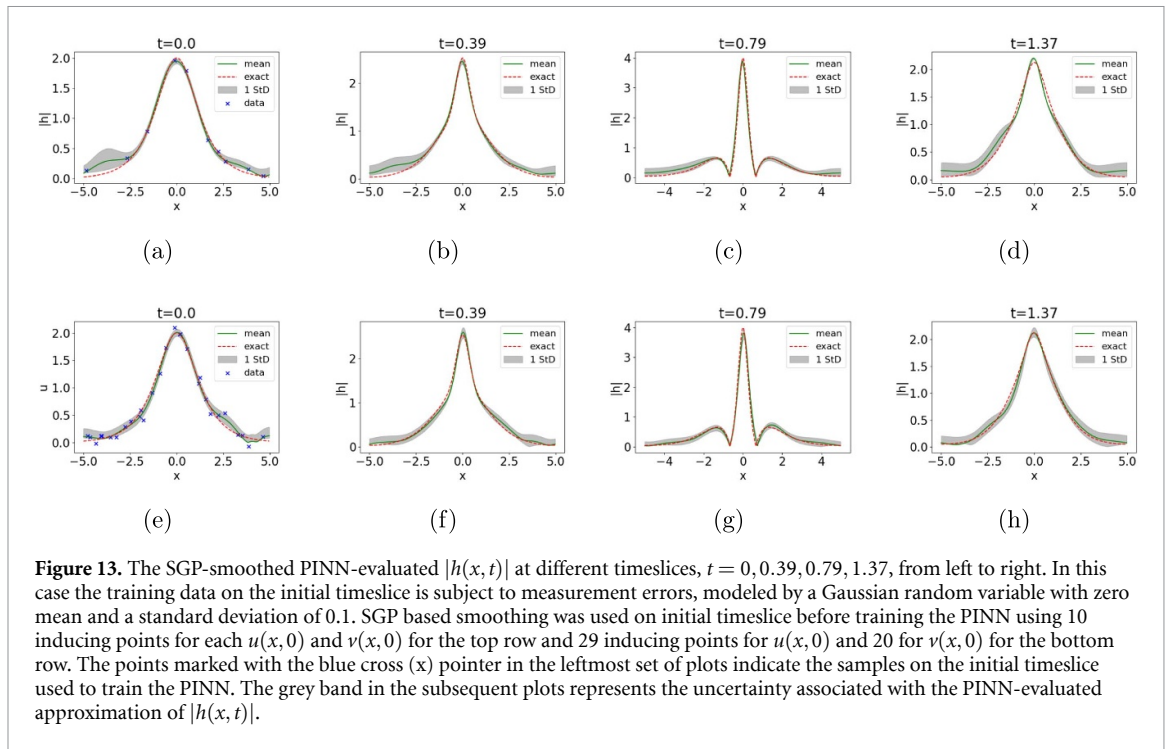 t=0.0
t=0.39
t=0.79
t=1.37
2.0
1.5
1.0
0.5
0.0
|h|
mean
exact
1 StD
data
−5.0 −2.5 0.0 2.5 5.0
x
2
1
0
|h|
mean
exact
1 StD
−5.0 −2.5 0.0 2.5 5.0
x
4
3
2
1
0
|h|
mean
exact
1 StD
−4 −2 0 2 4
x
2.0
1.5
1.0
0.5
0.0
|h|
mean
exact
1 StD
−5.0 −2.5 0.0 2.5 5.0
x
(a)
(b)
(c)
(d)
t=0.0
t=0.39
t=0.79
t=1.37
2.0
1.5
1.0
0.5
0.0
u
mean
exact
1 StD
data
−5.0 −2.5 0.0 2.5 5.0
x
2
1
0
|h|
mean
exact
1 StD
−5.0 −2.5 0.0 2.5 5.0
x
4
3
2
1
0
|h|
mean
exact
1 StD
−4 −2 0 2 4
x
2.0
1.5
1.0
0.5
0.0
|h|
mean
exact
1 StD
−5.0 −2.5 0.0 2.5 5.0
x
(e)
(f)
(g)
(h)
Figure 13. The SGP-smoothed PINN-evaluated |h(x,t)| at different timeslices, t = 0,0.39,0.79,1.37, from left to right. In this
case the training data on the initial timeslice is subject to measurement errors, modeled by a Gaussian random variable with zero
mean and a standard deviation of 0.1. SGP based smoothing was used on initial timeslice before training the PINN using 10
inducing points for each u(x,0) and v(x,0) for the top row and 29 inducing points for u(x,0) and 20 for v(x,0) for the bottom
row. The points marked with the blue cross (x) pointer in the leftmost set of plots indicate the samples on the initial timeslice
used to train the PINN. The grey band in the subsequent plots represents the uncertainty associated with the PINN-evaluated
approximation of |h(x,t)|.